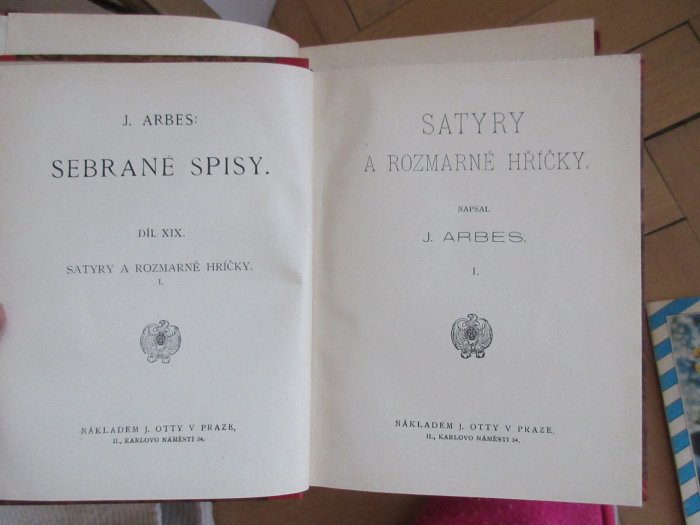 J. ARBES:
SEBRANÉ SPISY.
DÍL XIX.
SATYRY A ROZMARNÉ HŘÍČKY.
I.
NÁKLADEM J. OTTY V PRAZE,
II., KARLOVO NÁMĚSTÍ 34.
SATYRY
A ROZMARNÉ HŘÍČKY.
NAPSAL
J. ARBES.
I.
NÁKLADEM J. OTTY V PRAZE,
II., KARLOVO NÁMĚSTÍ 34.